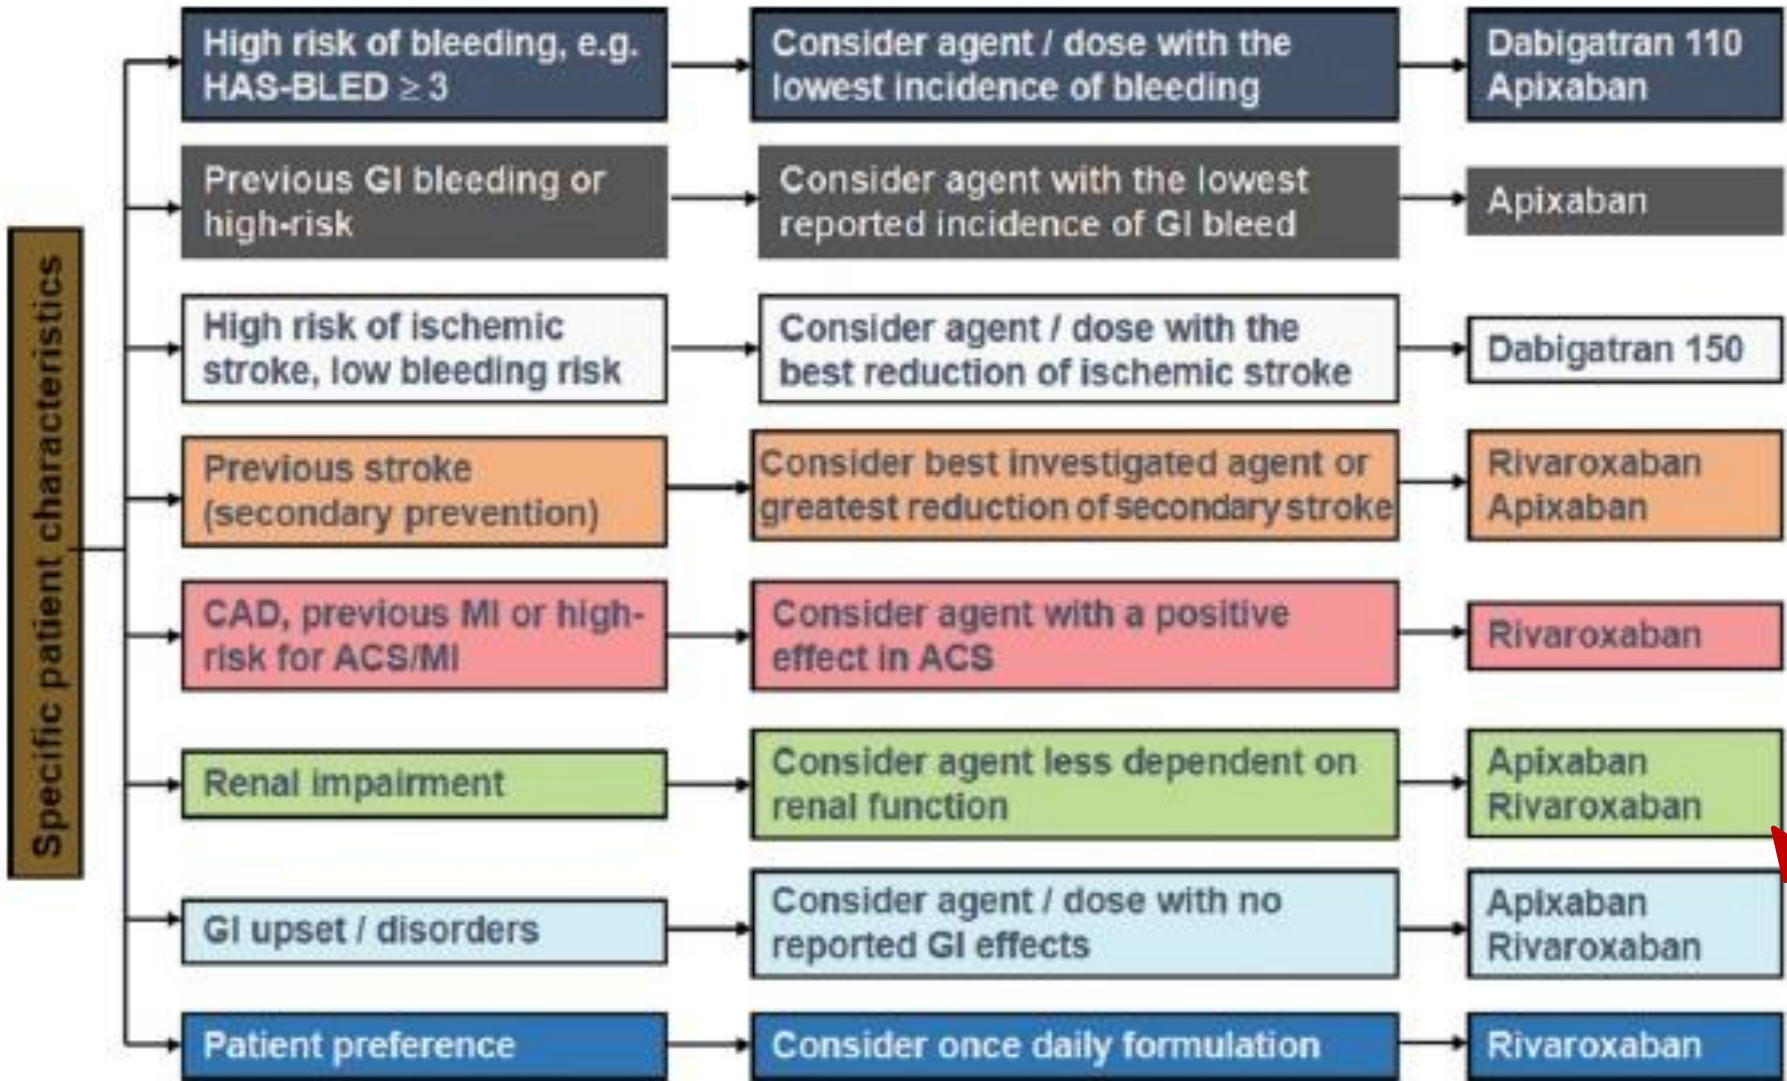 Specific patient characteristics
High risk of bleeding, e.g.
HAS-BLED ≥ 3
Consider agent / dose with the
lowest incidence of bleeding
Dabigatran 110
Apixaban
Previous GI bleeding or
high-risk
Consider agent with the lowest
reported incidence of GI bleed
Apixaban
High risk of ischemic
stroke, low bleeding risk
Consider agent / dose with the
best reduction of ischemic stroke
Dabigatran 150
Previous stroke
(secondary prevention)
Consider best investigated agent or
greatest reduction of secondary stroke
Rivaroxaban
Apixaban
CAD, previous MI or high-
risk for ACS/MI
Consider agent with a positive
effect in ACS
Rivaroxaban
Renal impairment
Consider agent less dependent on
renal function
Apixaban
Rivaroxaban
GI upset / disorders
Consider agent / dose with no
reported GI effects
Apixaban
Rivaroxaban
Patient preference
Consider once daily formulation
Rivaroxaban